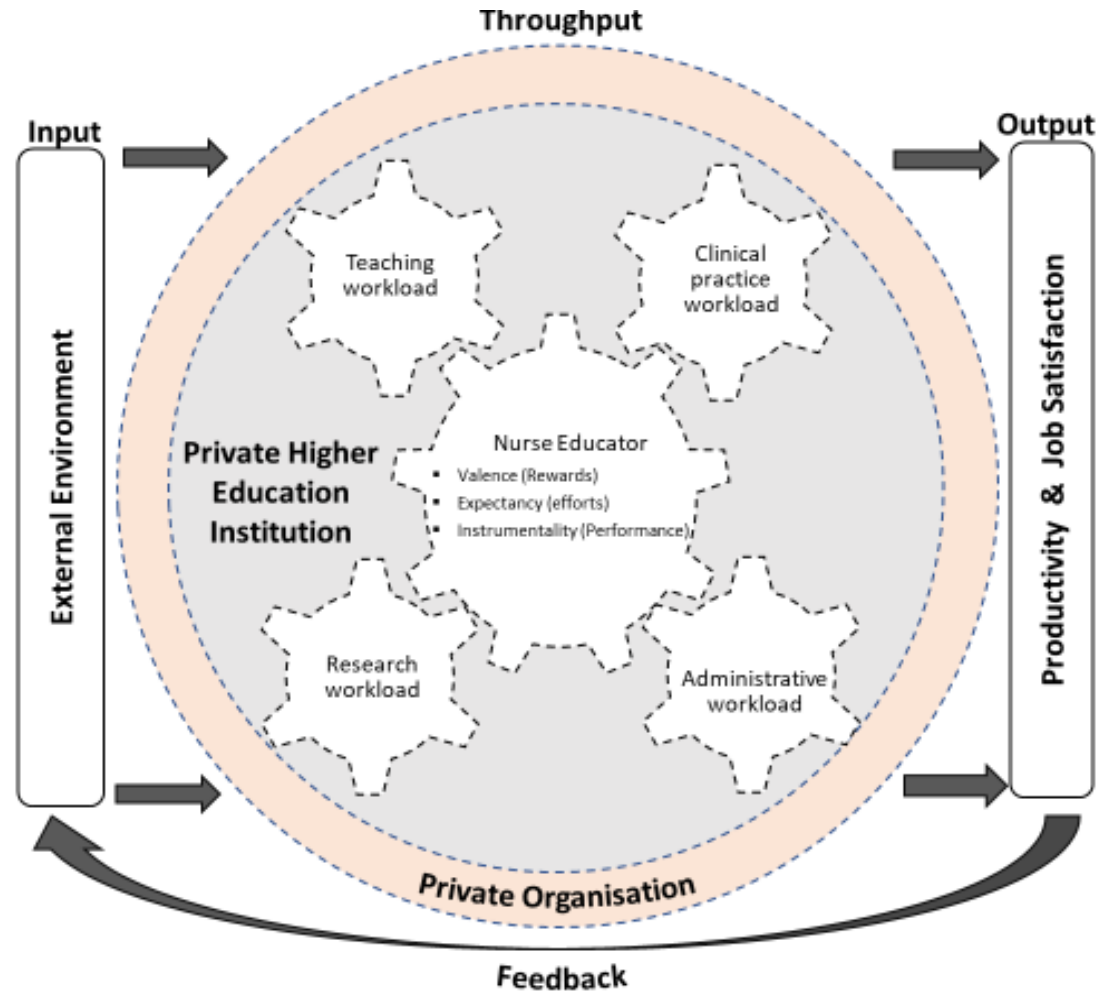 Throughput
Input
Output
External Environment
Teaching
workload
Clinical
practice
workload
Private Higher
Education
Institution
Nurse Educator
▪ Valence (Rewards)
▪ Expectancy (efforts)
▪ Instrumentality (Performance)
Research
workload
Administrative
workload
Productivity & Job Satisfaction
Private Organisation
Feedback